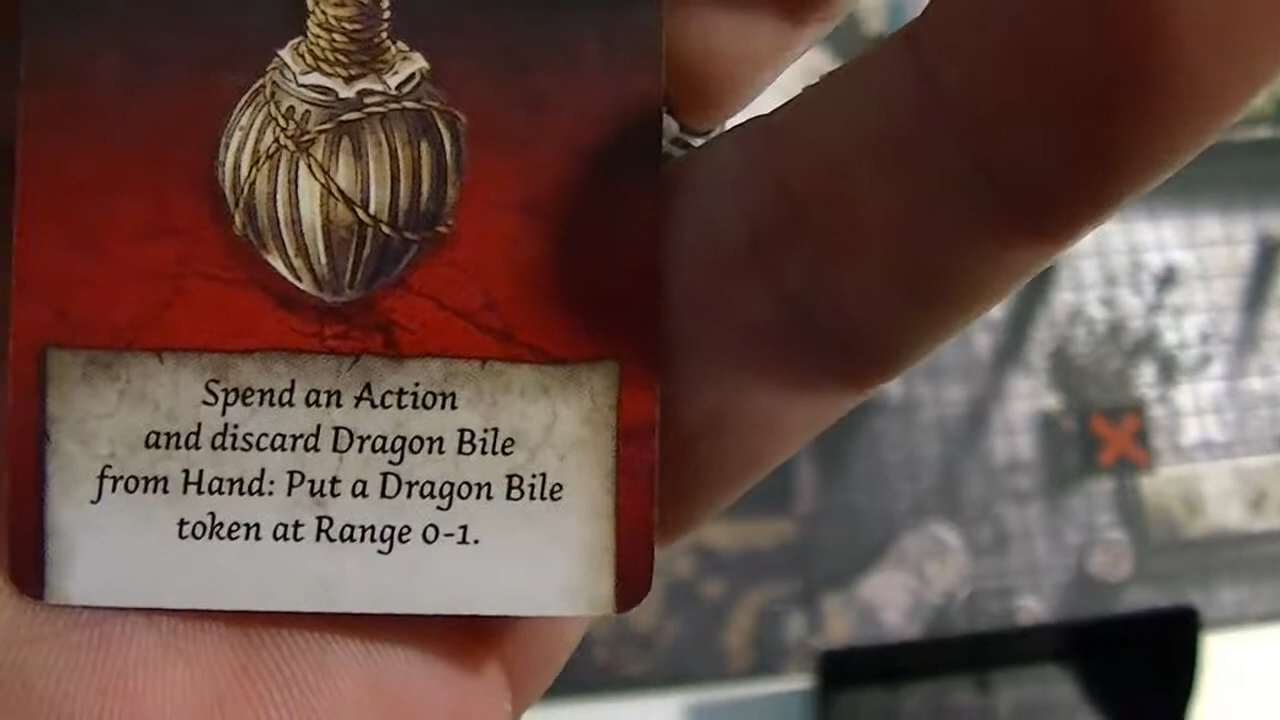 Spend an Action
and discard Dragon Bile
from Hand: Put a Dragon Bile
token at Range 0-1.